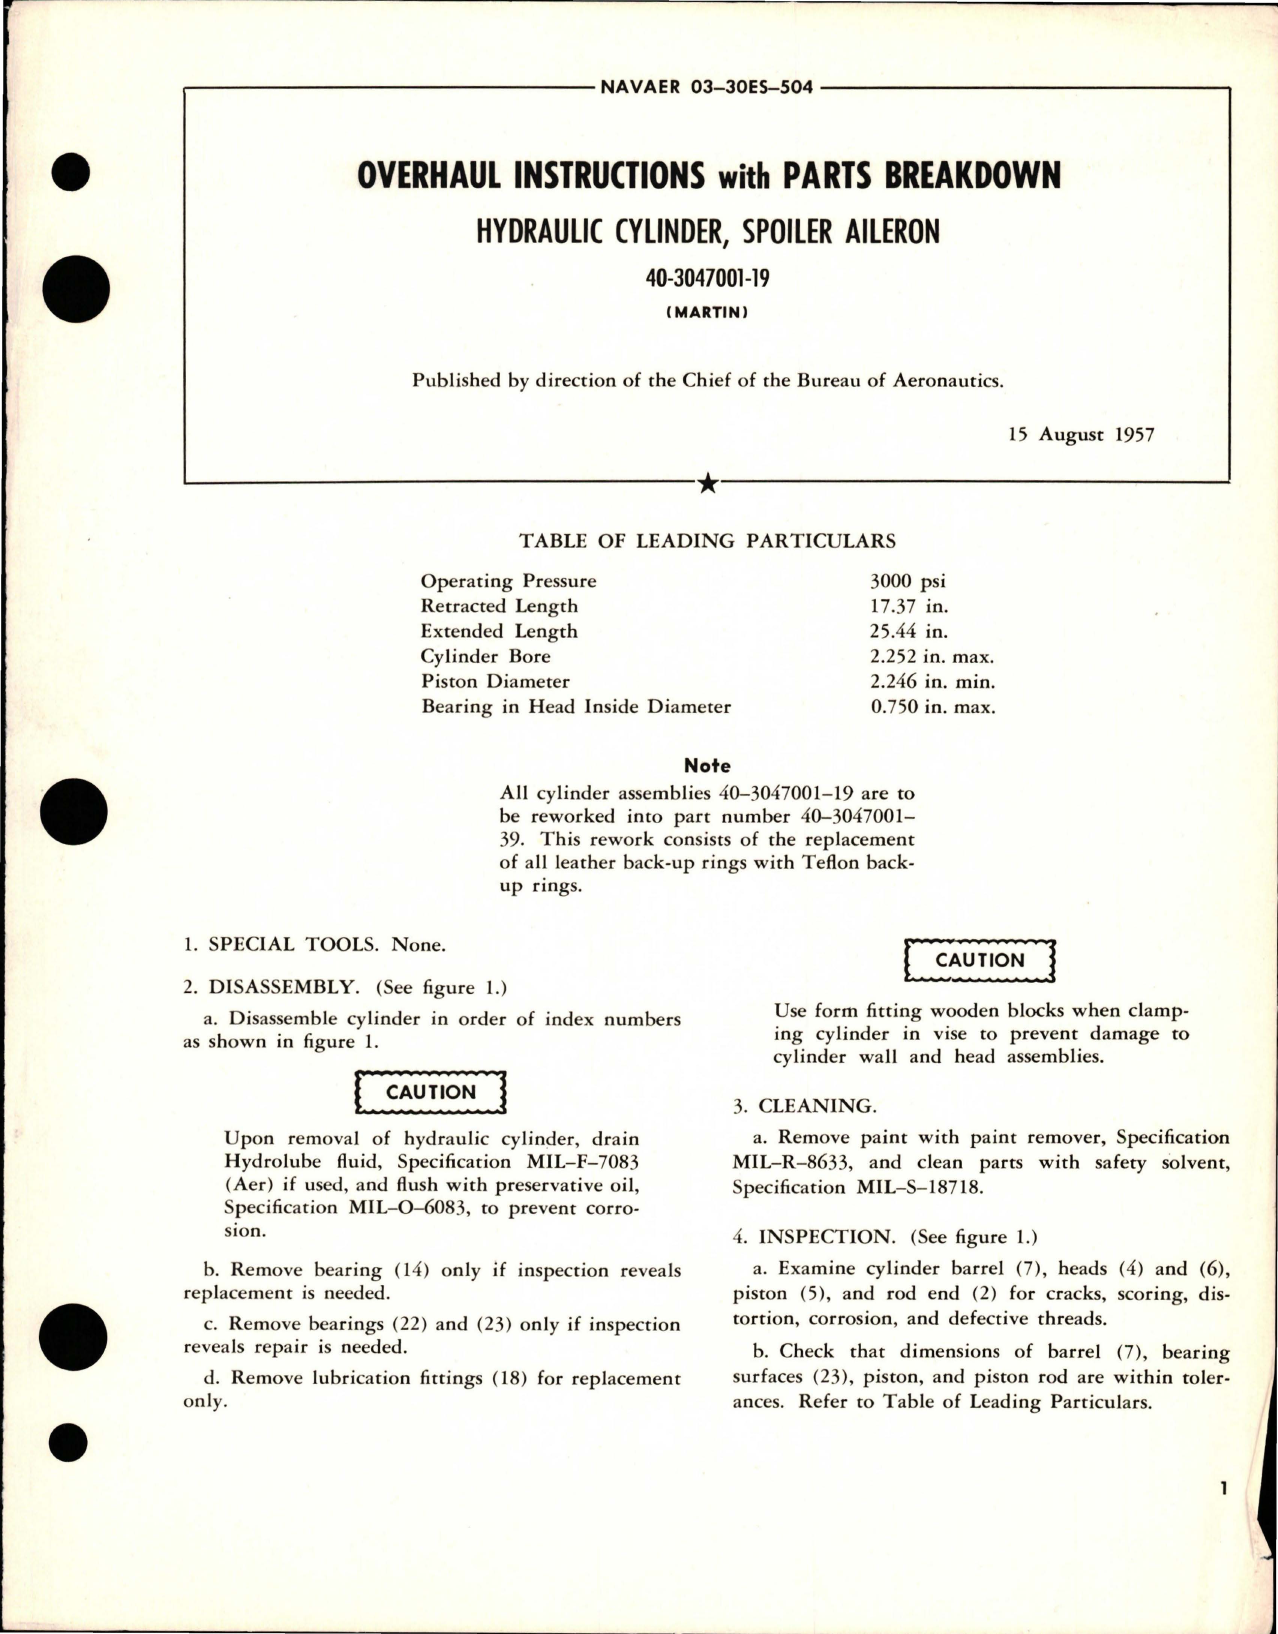 NAVAER 03-30ES-504
OVERHAUL INSTRUCTIONS with PARTS BREAKDOWN
HYDRAULIC CYLINDER, SPOILER AILERON
40-3047001-19
(MARTIN)
Published by direction of the Chief of the Bureau of Aeronautics.
15 August 1957
TABLE OF LEADING PARTICULARS
Operating Pressure 3000 psi
Retracted Length 17.37 in.
Extended Length 25.44 in.
Cylinder Bore 2.252 in. max.
Piston Diameter 2.246 in. min.
Bearing in Head Inside Diameter 0.750 in. max.
Note
All cylinder assemblies 40-3047001-19 are to
be reworked into part number 40-3047001-
39. This rework consists of the replacement
of all leather back-up rings with Teflon back-
up rings.
1. SPECIAL TOOLS. None.
2. DISASSEMBLY. (See figure 1.)
a. Disassemble cylinder in order of index numbers
as shown in figure 1.
CAUTION
Upon removal of hydraulic cylinder, drain
Hydrolube fluid, Specification MIL-F-7083
(Aer) if used, and flush with preservative oil,
Specification MIL-O-6083, to prevent corro-
sion.
b. Remove bearing (14) only if inspection reveals
replacement is needed.
c. Remove bearings (22) and (23) only if inspection
reveals repair is needed.
d. Remove lubrication fittings (18) for replacement
only.
CAUTION
Use form fitting wooden blocks when clamp-
ing cylinder in vise to prevent damage to
cylinder wall and head assemblies.
3. CLEANING.
a. Remove paint with paint remover, Specification
MIL-R-8633, and clean parts with safety solvent,
Specification MIL-S-18718.
4. INSPECTION. (See figure 1.)
a. Examine cylinder barrel (7), heads (4) and (6),
piston (5), and rod end (2) for cracks, scoring, dis-
tortion, corrosion, and defective threads.
b. Check that dimensions of barrel (7), bearing
surfaces (23), piston, and piston rod are within toler-
ances. Refer to Table of Leading Particulars.
1